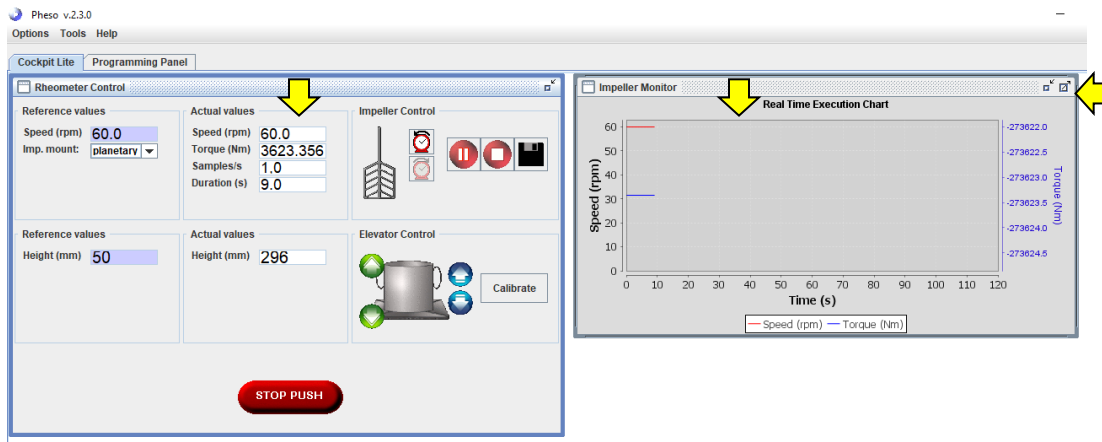 Pheso v.2.3.0
Options Tools Help
Cockpit Lite Programming Panel
Rheometer Control
Reference values Actual values Impeller Control
Speed (rpm) 60.0 Speed (rpm) 60.0
Imp. mount: planetary Torque (Nm) 3623.356
Samples/s 1.0
Duration (s) 9.0
Reference values Actual values Elevator Control
Height (mm) 50 Height (mm) 296
Calibrate
STOP PUSH
Impeller Monitor
Real Time Execution Chart
60
50
40
30
20
10
0
Speed (rpm)
-273622.0
-273622.5
-273623.0
-273623.5
-273624.0
-273624.5
Torque (Nm)
0 10 20 30 40 50 60 70 80 90 100 110 120
Time (s)
Speed (rpm) Torque (Nm)